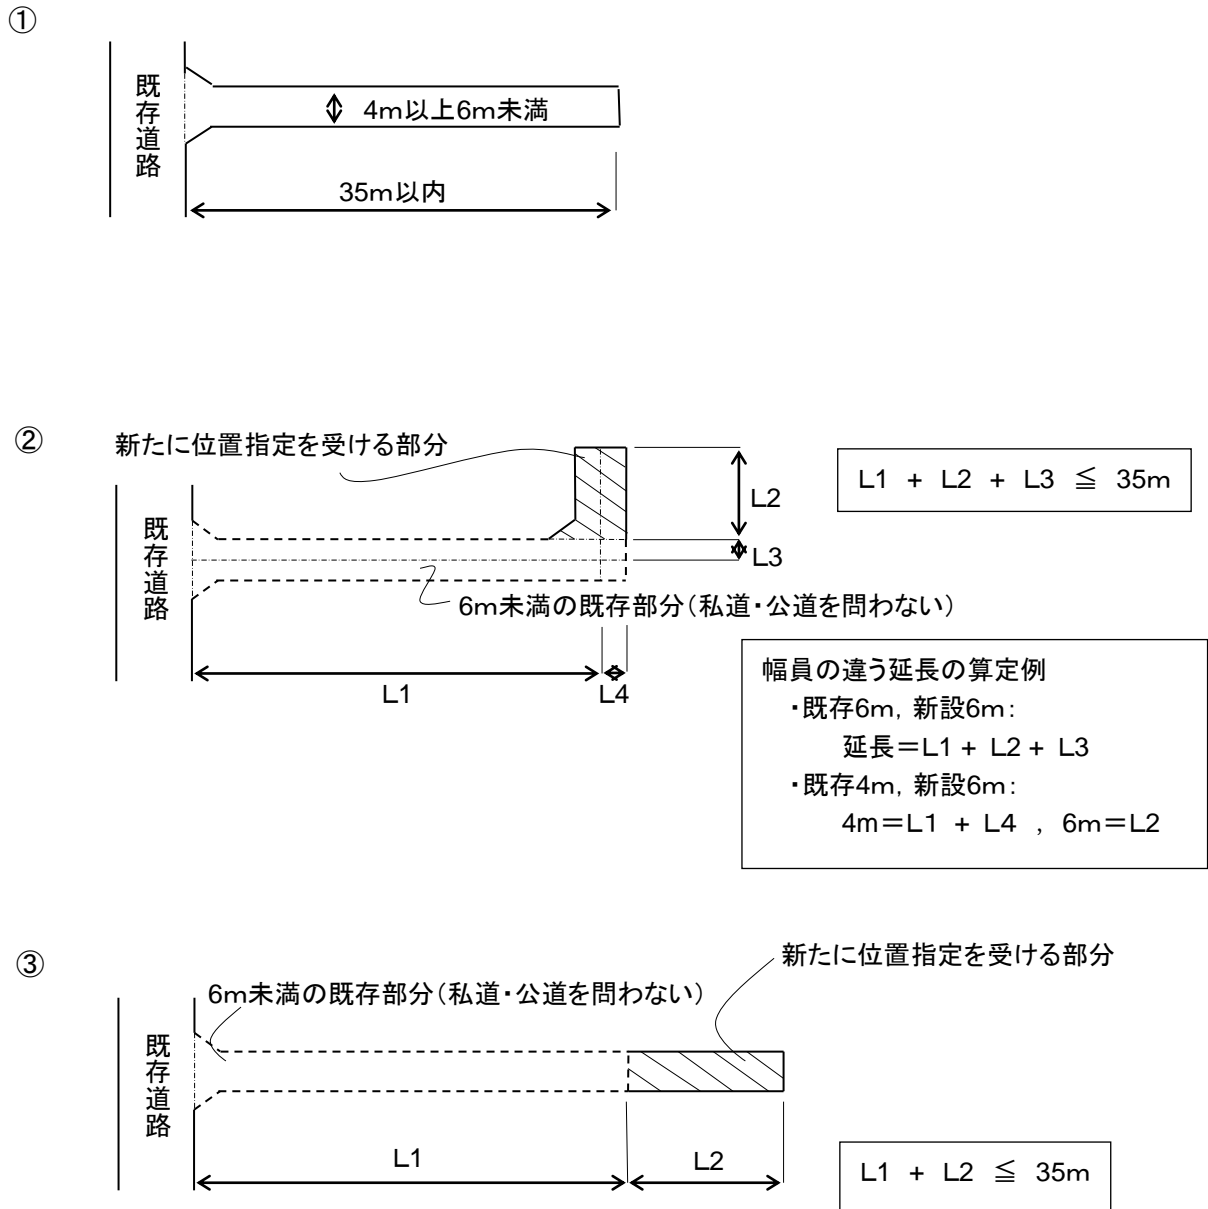 ①
既存道路
4m以上6m未満
35m以内
②
新たに位置指定を受ける部分
L1 + L2 + L3 ≦ 35m
L2
既存道路
L3
6m未満の既存部分(私道・公道を問わない)
L1
L4
幅員の違う延長の算定例
・既存6m，新設6m：
延長＝L1 + L2 + L3
・既存4m，新設6m：
4m＝L1 + L4 ，6m＝L2
③
新たに位置指定を受ける部分
6m未満の既存部分(私道・公道を問わない)
既存道路
L1
L2
L1 + L2 ≦ 35m